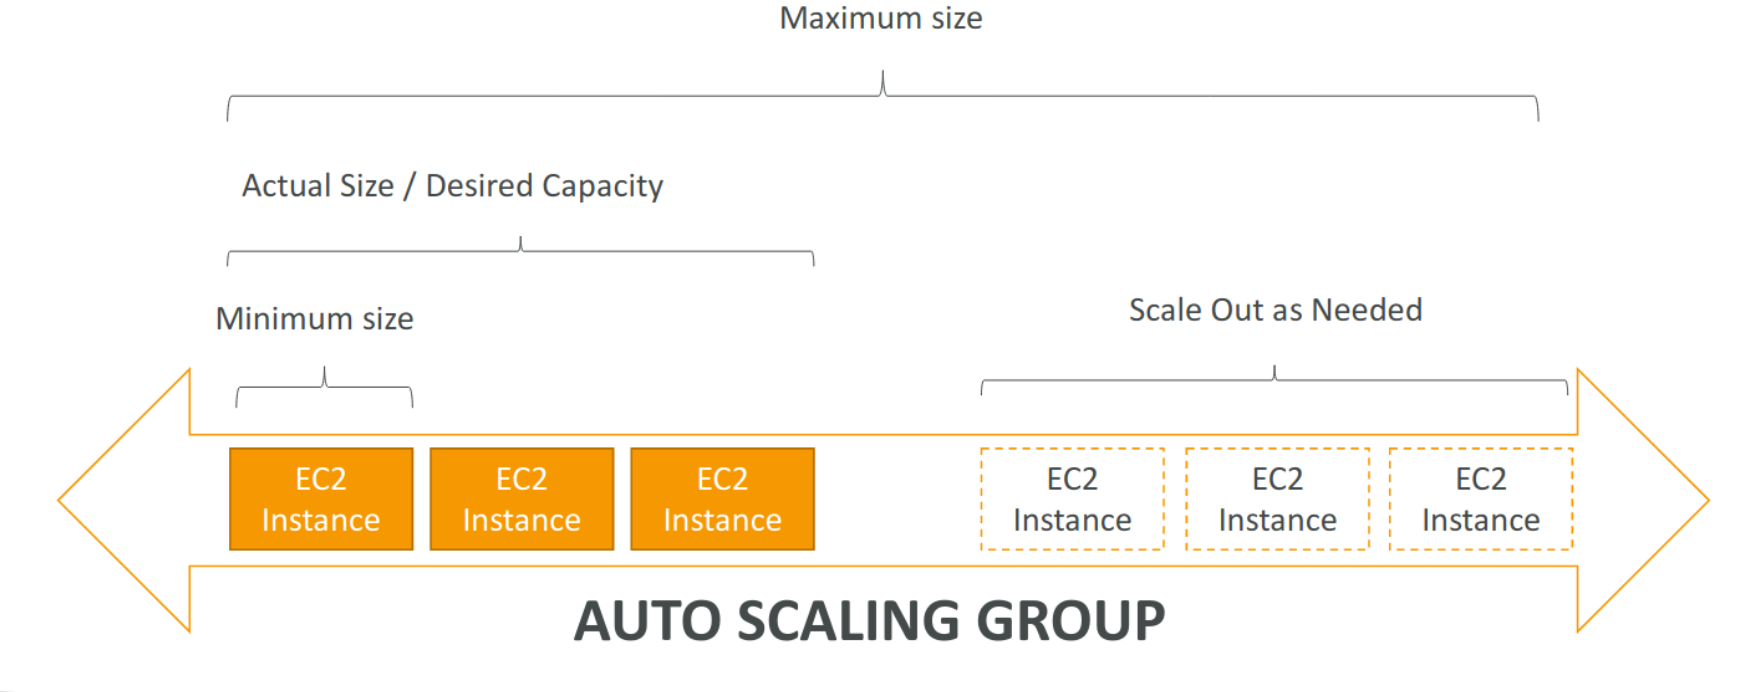 Maximum size
Actual Size / Desired Capacity
Minimum size
Scale Out as Needed
EC2
Instance
EC2
Instance
EC2
Instance
EC2
Instance
EC2
Instance
EC2
Instance
AUTO SCALING GROUP